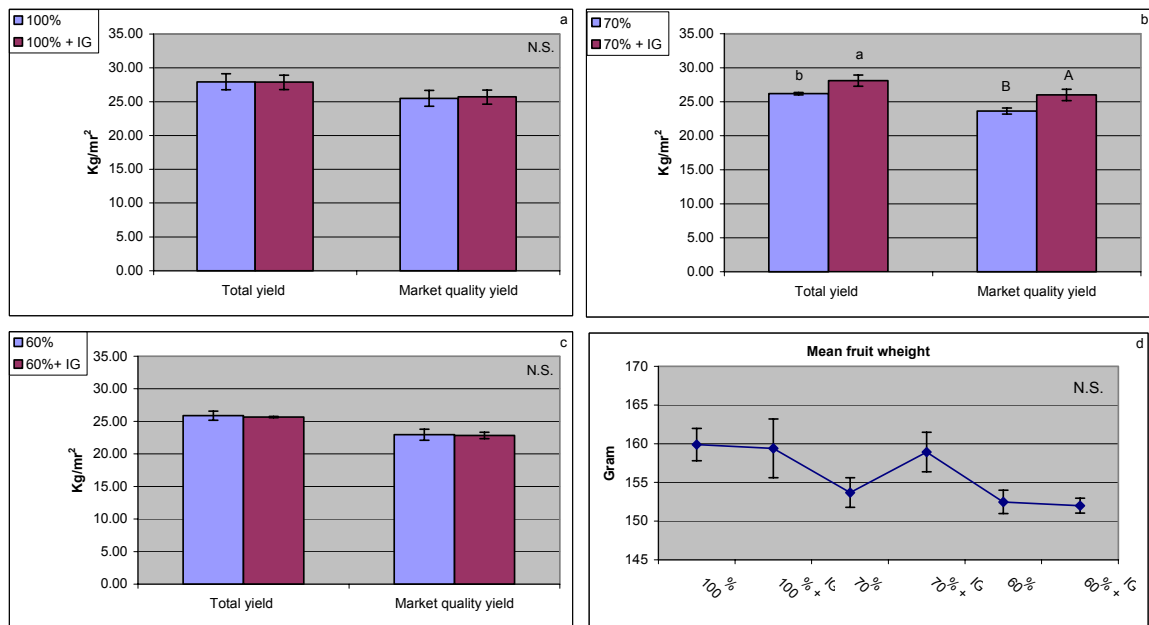 100%
100% + IG
a
N.S.
35.00
30.00
25.00
20.00
15.00
10.00
5.00
0.00
Kg/mr²
Total yield
Market quality yield
70%
70% + IG
b
35.00
30.00
25.00
20.00
15.00
10.00
5.00
0.00
Kg/mr²
b
a
B
A
Total yield
Market quality yield
60%
60%+ IG
c
N.S.
35.00
30.00
25.00
20.00
15.00
10.00
5.00
0.00
Kg/mr²
Total yield
Market quality yield
Mean fruit wheight
d
N.S.
170
165
160
155
150
145
Gram
100%
100% + IG
70%
70% + IG
60%
60% + IG